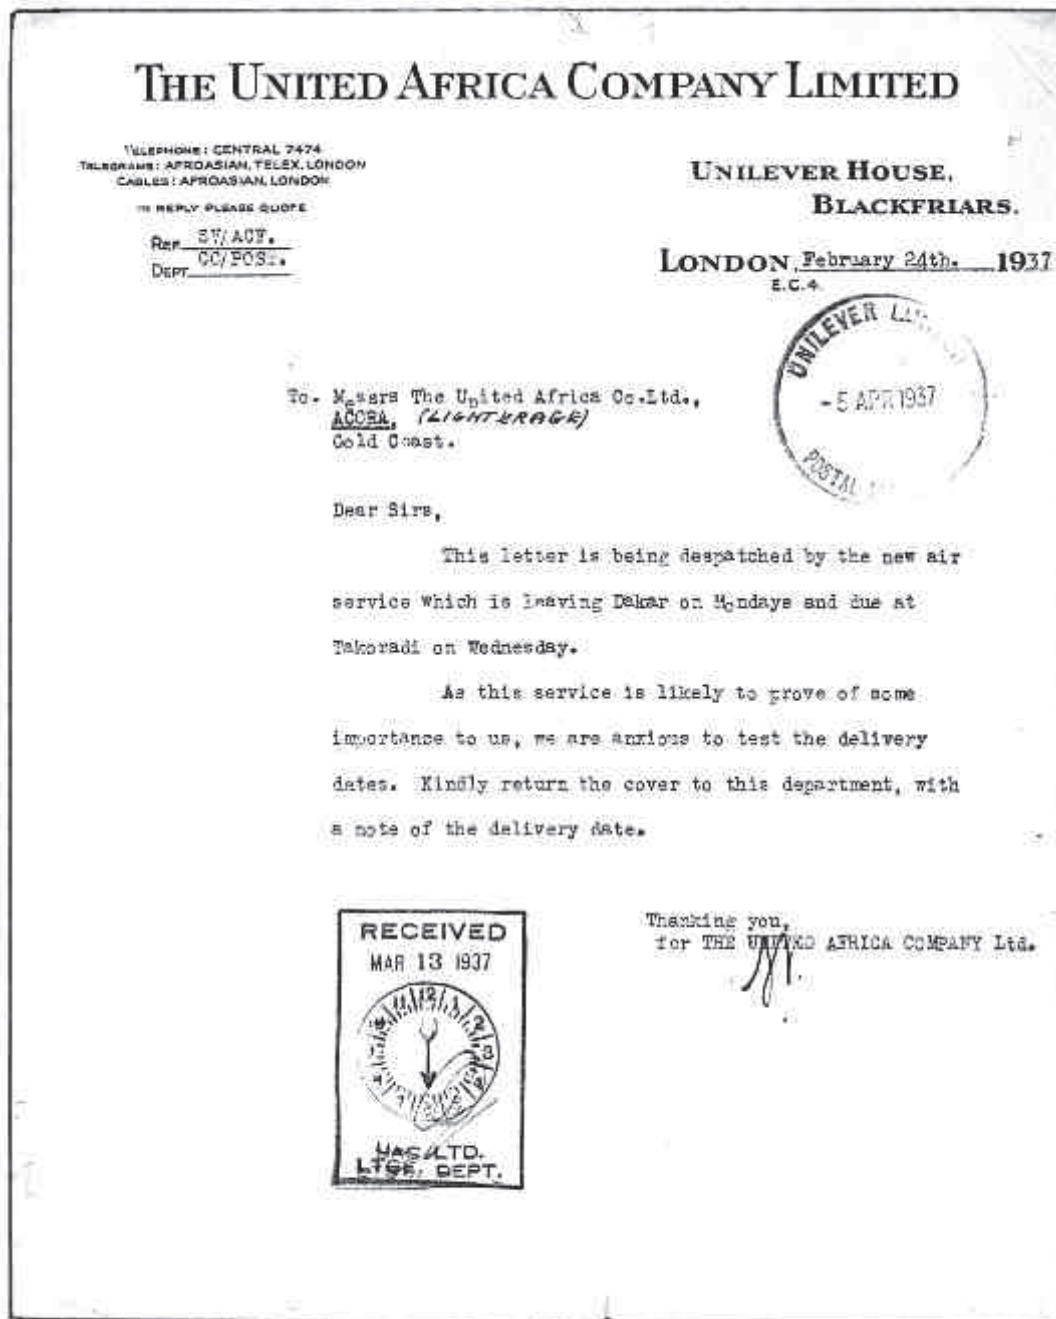 THE UNITED AFRICA COMPANY LIMITED
TELEPHONE: CENTRAL 7474
TELEGRAMS: AFROASIAN, TELEX, LONDON
CABLES: AFROASIAN, LONDON
IN REPLY PLEASE QUOTE
REF SV/ACF.
DEPT GC/POST.
UNILEVER HOUSE,
BLACKFRIARS.
LONDON, February 24th. 1937
E.C.4.
UNILEVER
- 5 APR 1937
POSTAL
To. Messrs The United Africa Co.Ltd.,
ACCRA, (LIGHTERAGE)
Gold Coast.
Dear Sirs,
This letter is being despatched by the new air
service which is leaving Dakar on Mondays and due at
Takoradi on Wednesday.
As this service is likely to prove of some
importance to us, we are anxious to test the delivery
dates. Kindly return the cover to this department, with
a note of the delivery date.
Thanking you,
for THE UNITED AFRICA COMPANY Ltd.
RECEIVED
MAR 13 1937
UAC LTD.
LTGE. DEPT.